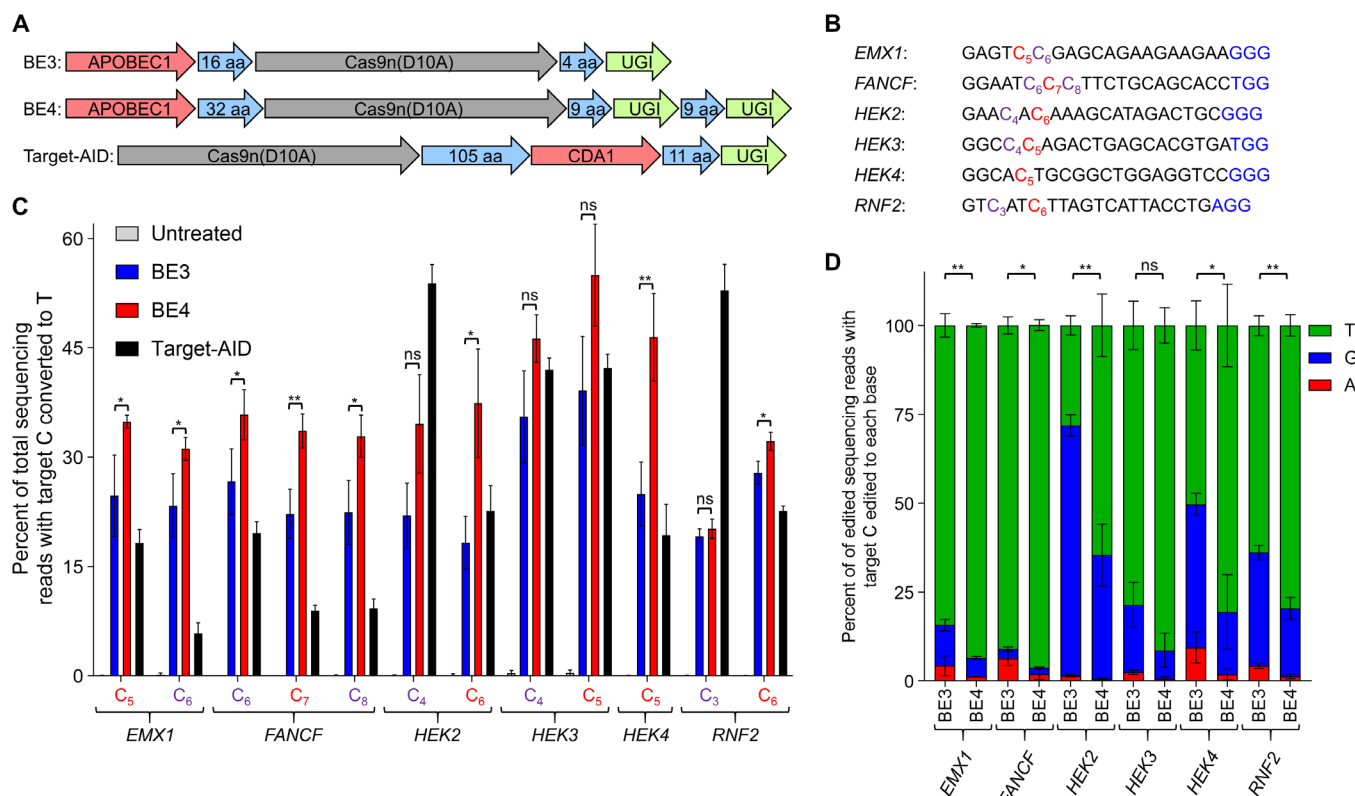 A
BE3: APOBEC1 16 aa Cas9n(D10A) 4 aa UGI
BE4: APOBEC1 32 aa Cas9n(D10A) 9 aa UGI 9 aa UGI
Target-AID: Cas9n(D10A) 105 aa CDA1 11 aa UGI
B
EMX1: GAGTC5C6GAGCAGAAGAAGAAGGG
FANCF: GGAATC6C7C8TTCTGCAGCACCTGG
HEK2: GAAC4AC6AAAGCATAGACTGCGGG
HEK3: GGCCC4C5AGACTGAGCACGTGATGG
HEK4: GGCAC5TGCGGCTGGAGGTCCGGG
RNF2: GTC3ATC6TTAGTCATTACCTGAGG
C
Percent of total sequencing
reads with target C converted to T
60
45
30
15
0
Untreated
BE3
BE4
Target-AID
* * * ** * ns * ns ns ** ns *
C5 C6 C6 C7 C8 C4 C6 C4 C5 C5 C3 C6
EMX1 FANCF HEK2 HEK3 HEK4 RNF2
D
Percent of edited sequencing reads with
target C edited to each base
100
75
50
25
0
** * ** ns * **
T
G
A
BE3 BE4 BE3 BE4 BE3 BE4 BE3 BE4 BE3 BE4 BE3 BE4
EMX1 FANCF HEK2 HEK3 HEK4 RNF2